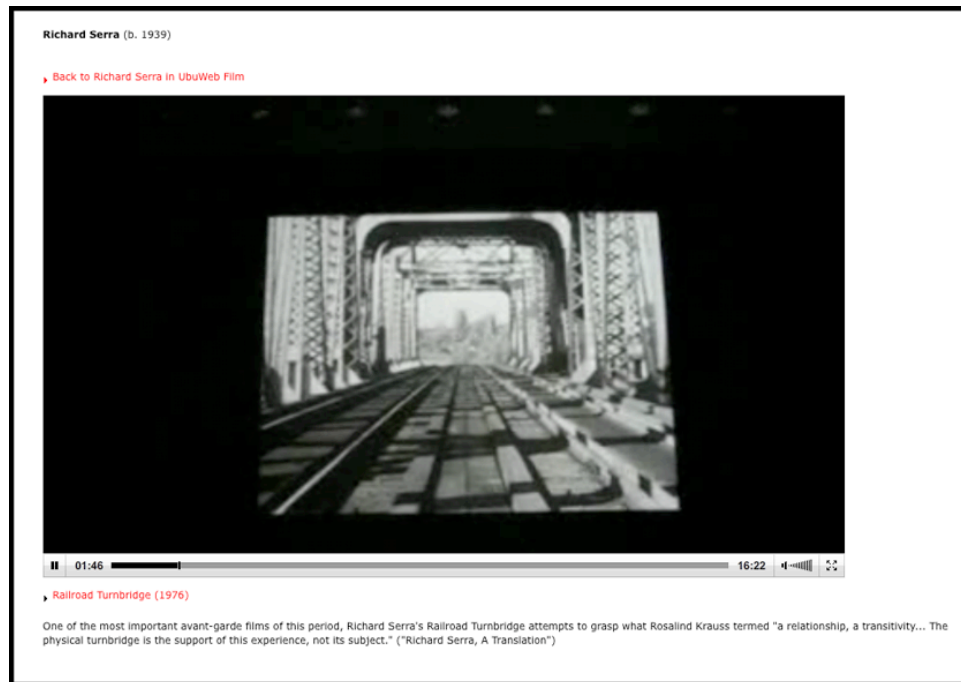 Richard Serra (b. 1939)
Back to Richard Serra in UbuWeb Film
01:46
16:22
Railroad Turnbridge (1976)
One of the most important avant-garde films of this period, Richard Serra's Railroad Turnbridge attempts to grasp what Rosalind Krauss termed "a relationship, a transitivity... The
physical turnbridge is the support of this experience, not its subject." ("Richard Serra, A Translation")